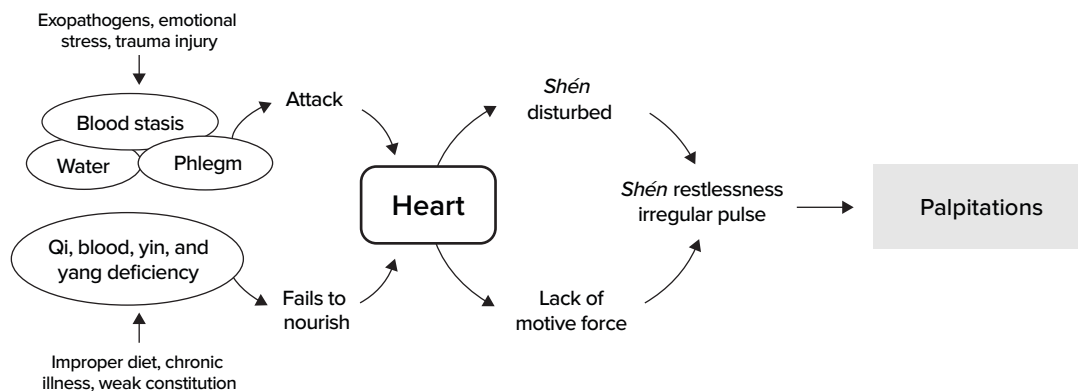 Exopathogens, emotional
stress, trauma injury
Blood stasis
Water
Phlegm
Attack
Shén
disturbed
Heart
Shén restlessness
irregular pulse
Palpitations
Qi, blood, yin, and
yang deficiency
Fails to
nourish
Lack of
motive force
Improper diet, chronic
illness, weak constitution